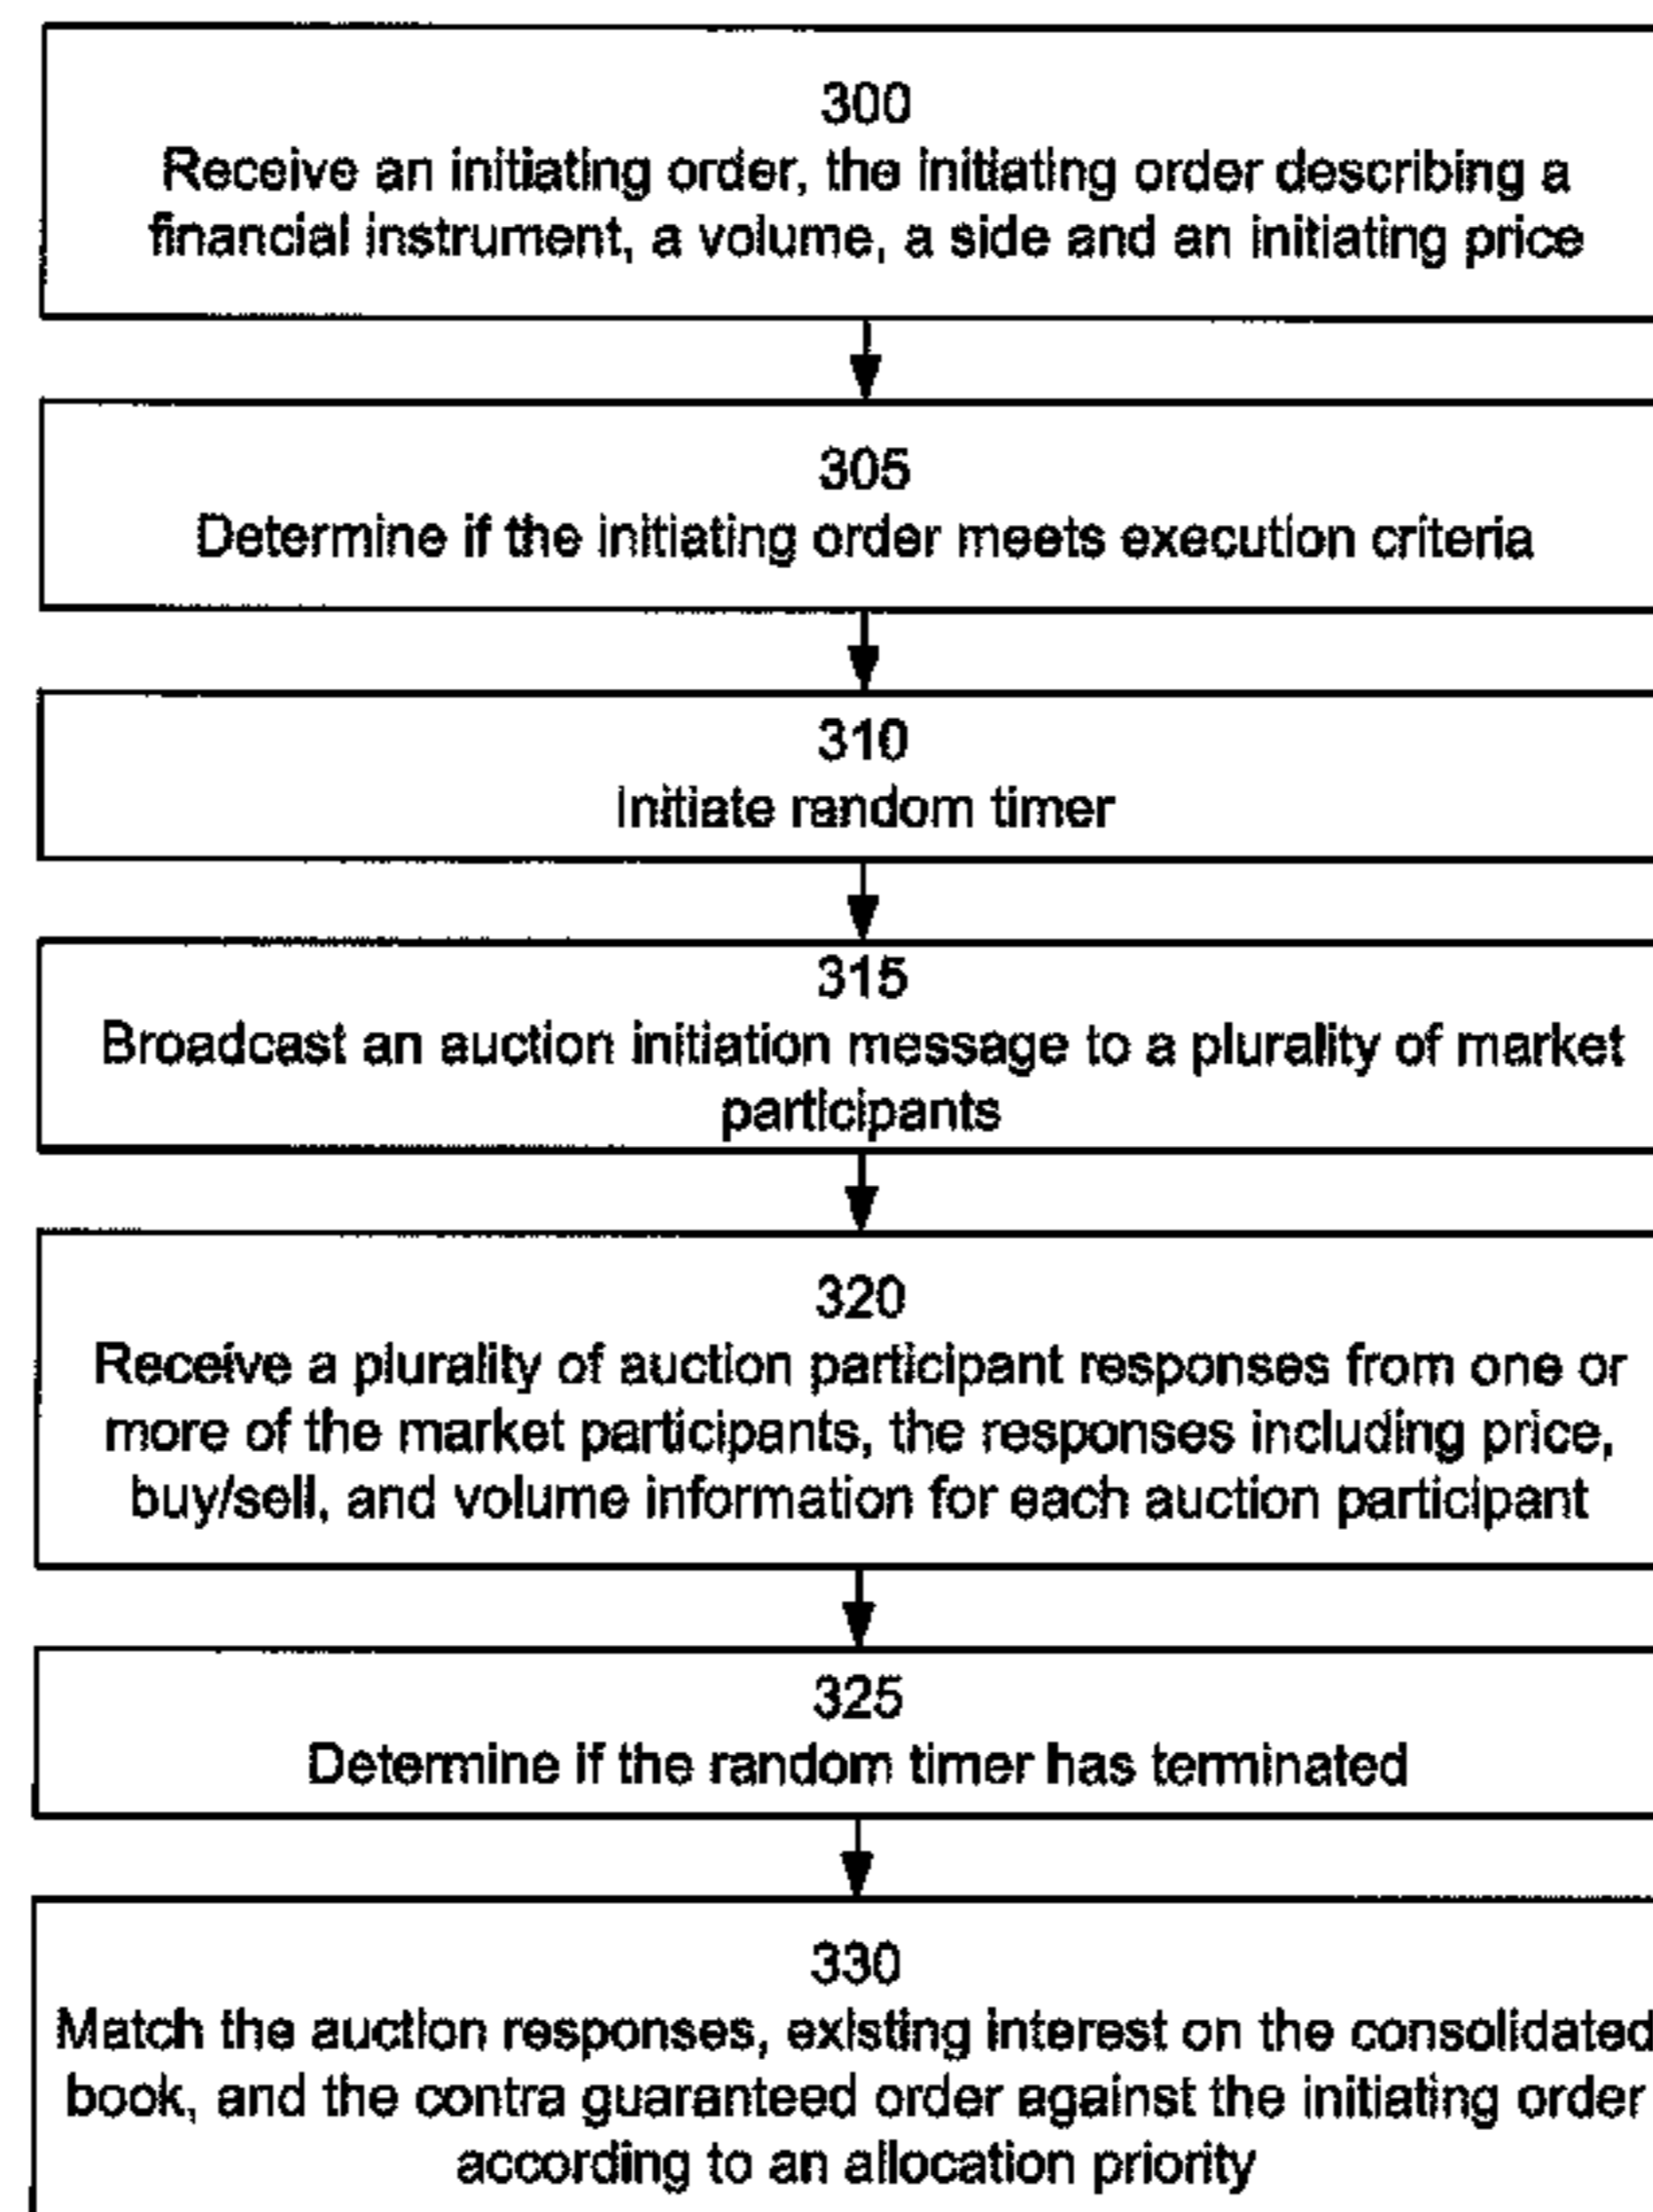 300
Receive an initiating order, the initiating order describing a
financial instrument, a volume, a side and an initiating price
305
Determine if the initiating order meets execution criteria
310
Initiate random timer
315
Broadcast an auction initiation message to a plurality of market
participants
320
Receive a plurality of auction participant responses from one or
more of the market participants, the responses including price,
buy/sell, and volume information for each auction participant
325
Determine if the random timer has terminated
330
Match the auction responses, existing interest on the consolidated
book, and the contra guaranteed order against the initiating order
according to an allocation priority